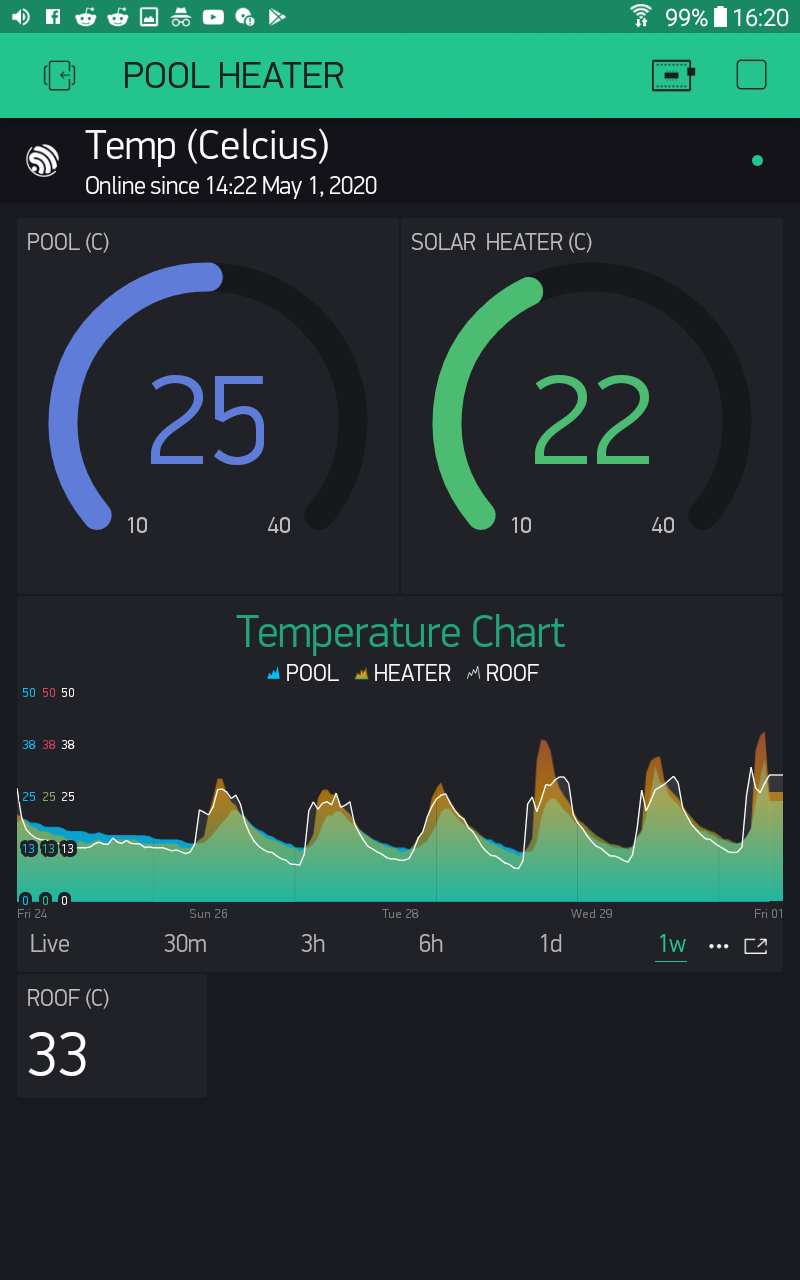 99% 16:20
POOL HEATER
Temp (Celcius)
Online since 14:22 May 1, 2020
POOL (C)
SOLAR HEATER (C)
25
22
10 40
10 40
Temperature Chart
POOL HEATER ROOF
50 50 50
38 38 38
25 25 25
13 13 13
0 0 0
Fri 24 Sun 26 Tue 28 Wed 29 Fri 01
Live 30m 3h 6h 1d 1w
ROOF (C)
33